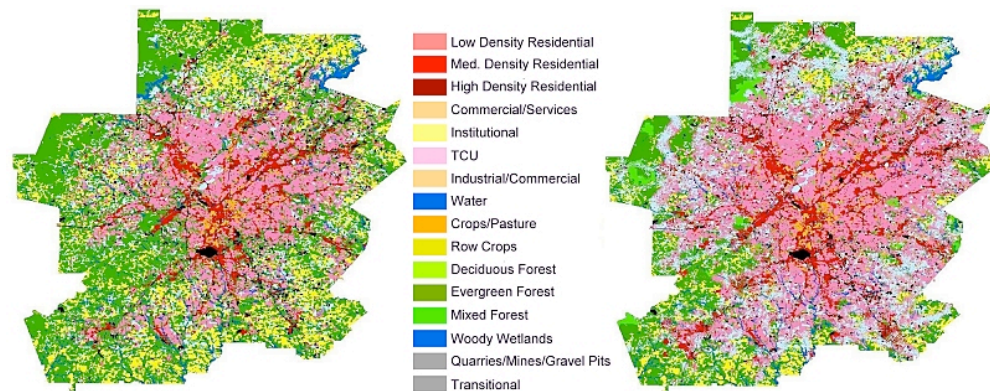 Low Density Residential
Med. Density Residential
High Density Residential
Commercial/Services
Institutional
TCU
Industrial/Commercial
Water
Crops/Pasture
Row Crops
Deciduous Forest
Evergreen Forest
Mixed Forest
Woody Wetlands
Quarries/Mines/Gravel Pits
Transitional